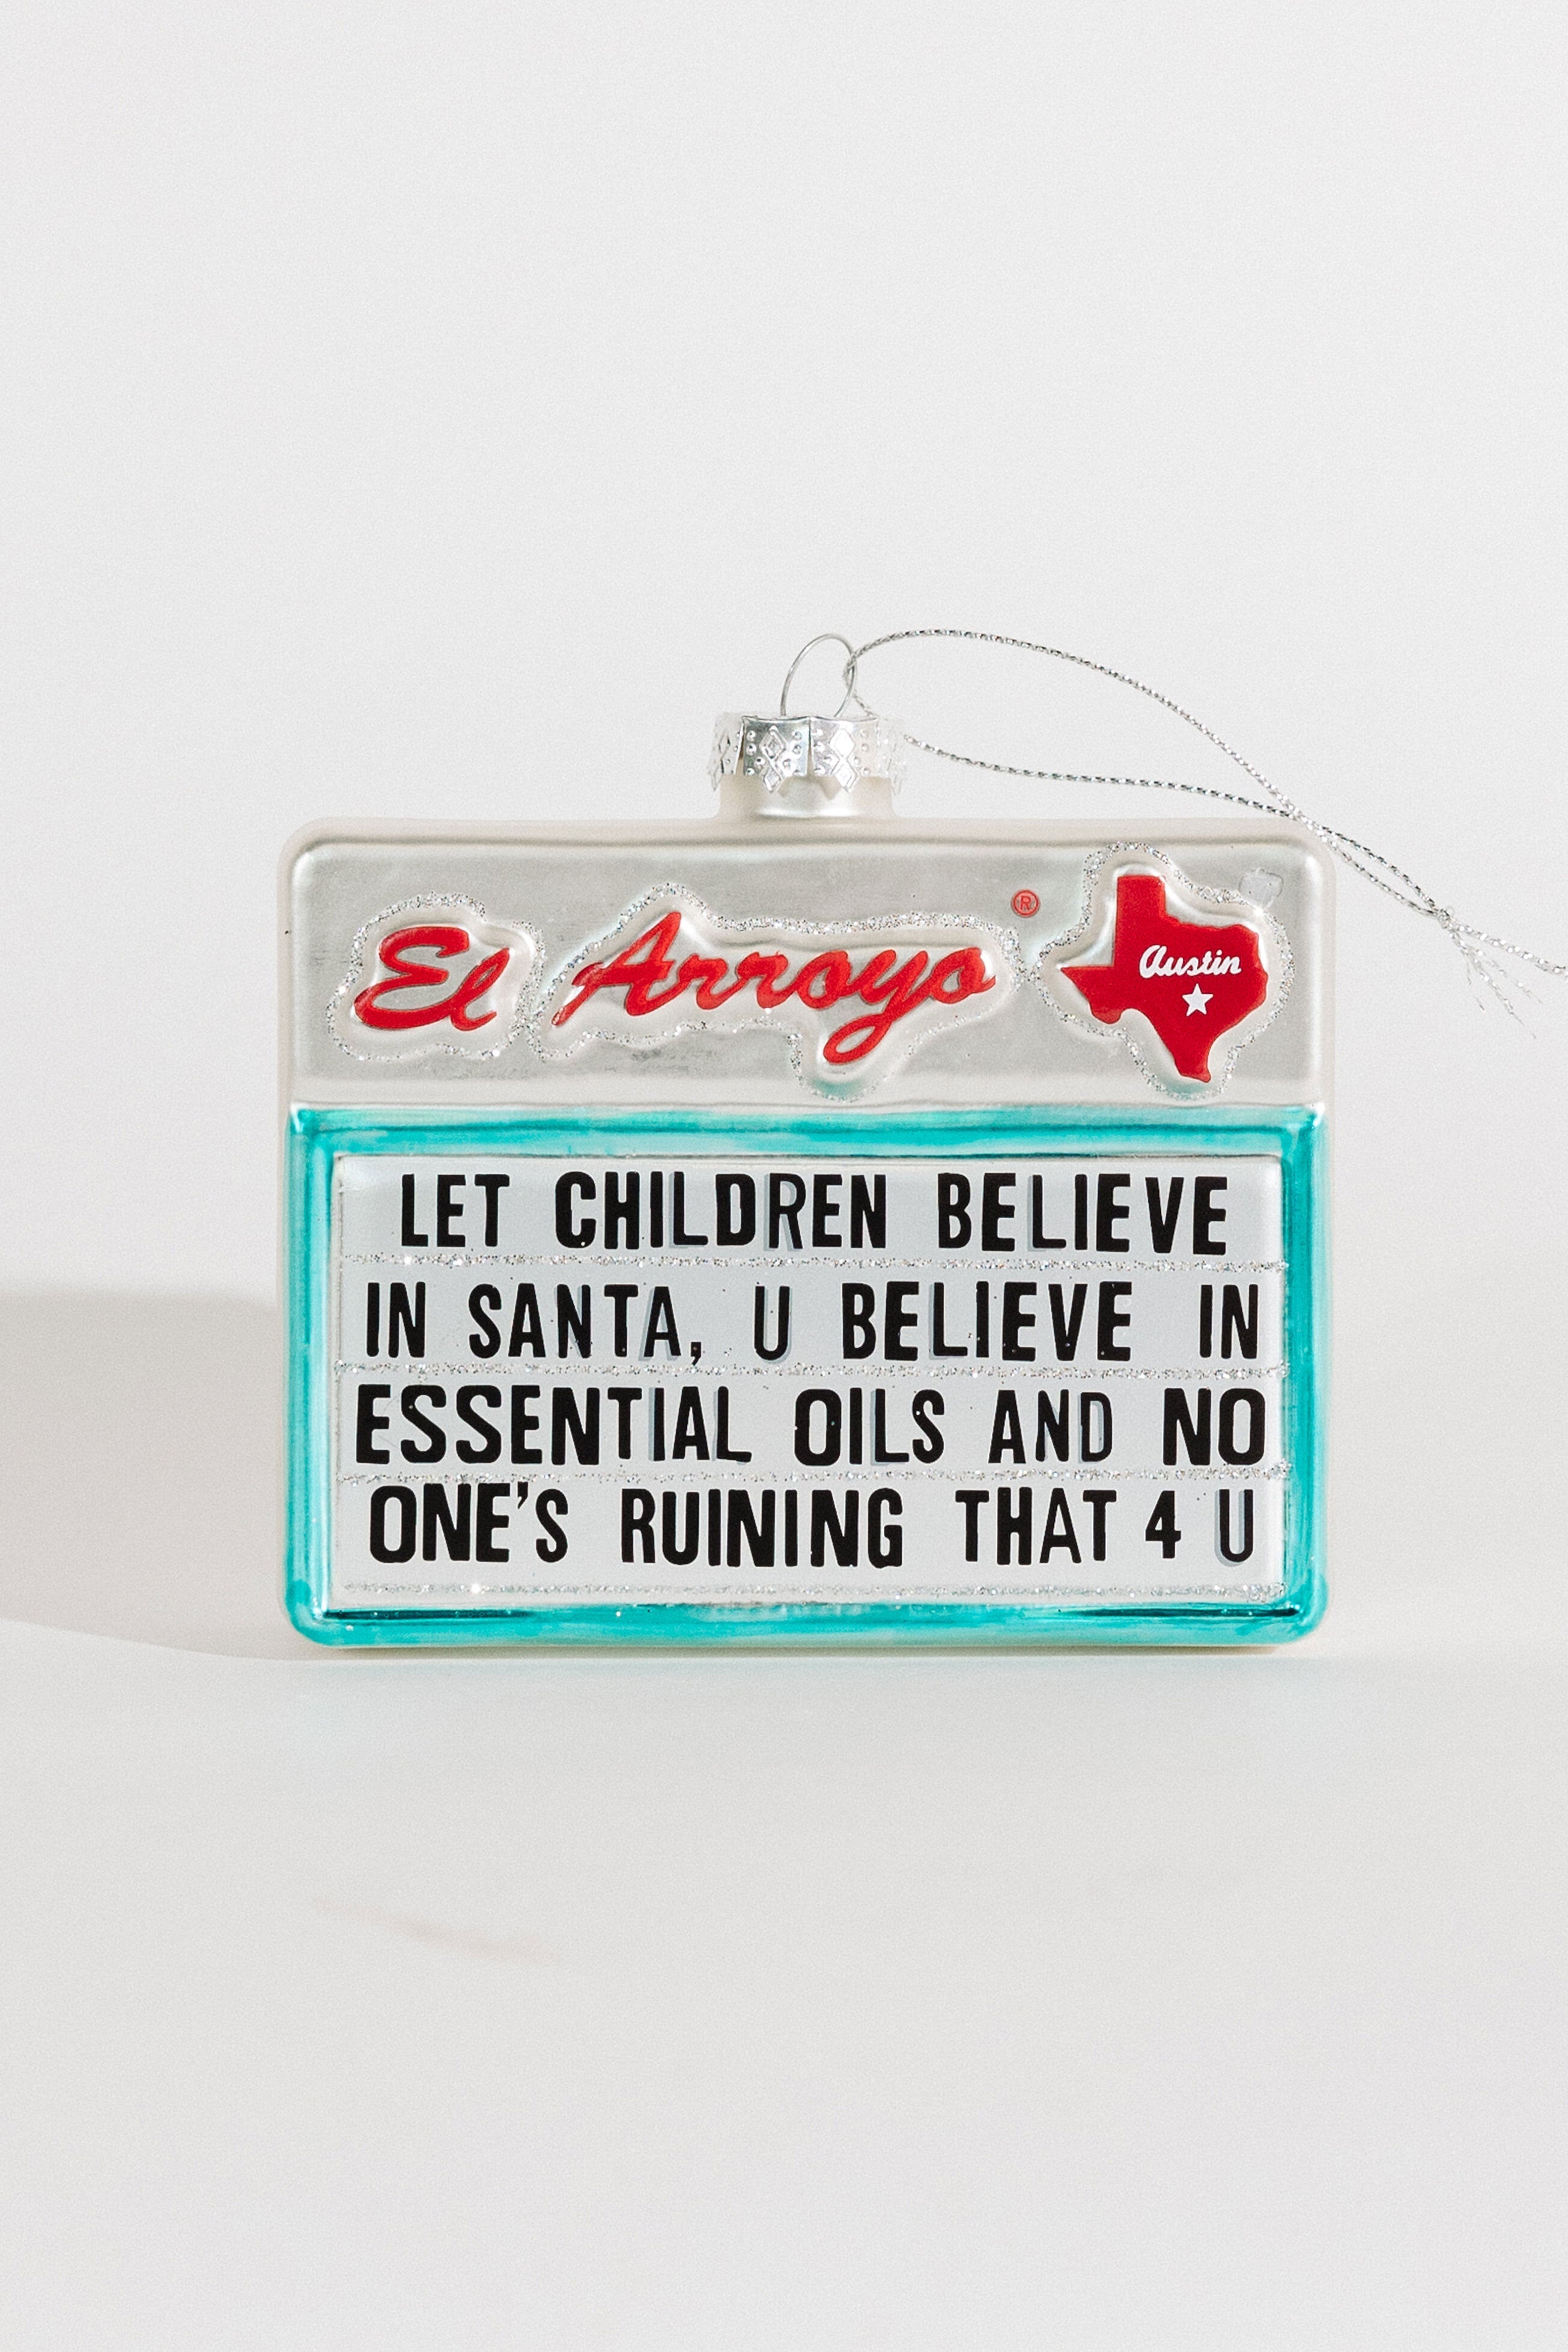 El Arroyo ®
Austin
LET CHILDREN BELIEVE
IN SANTA, U BELIEVE IN
ESSENTIAL OILS AND NO
ONE'S RUINING THAT 4 U